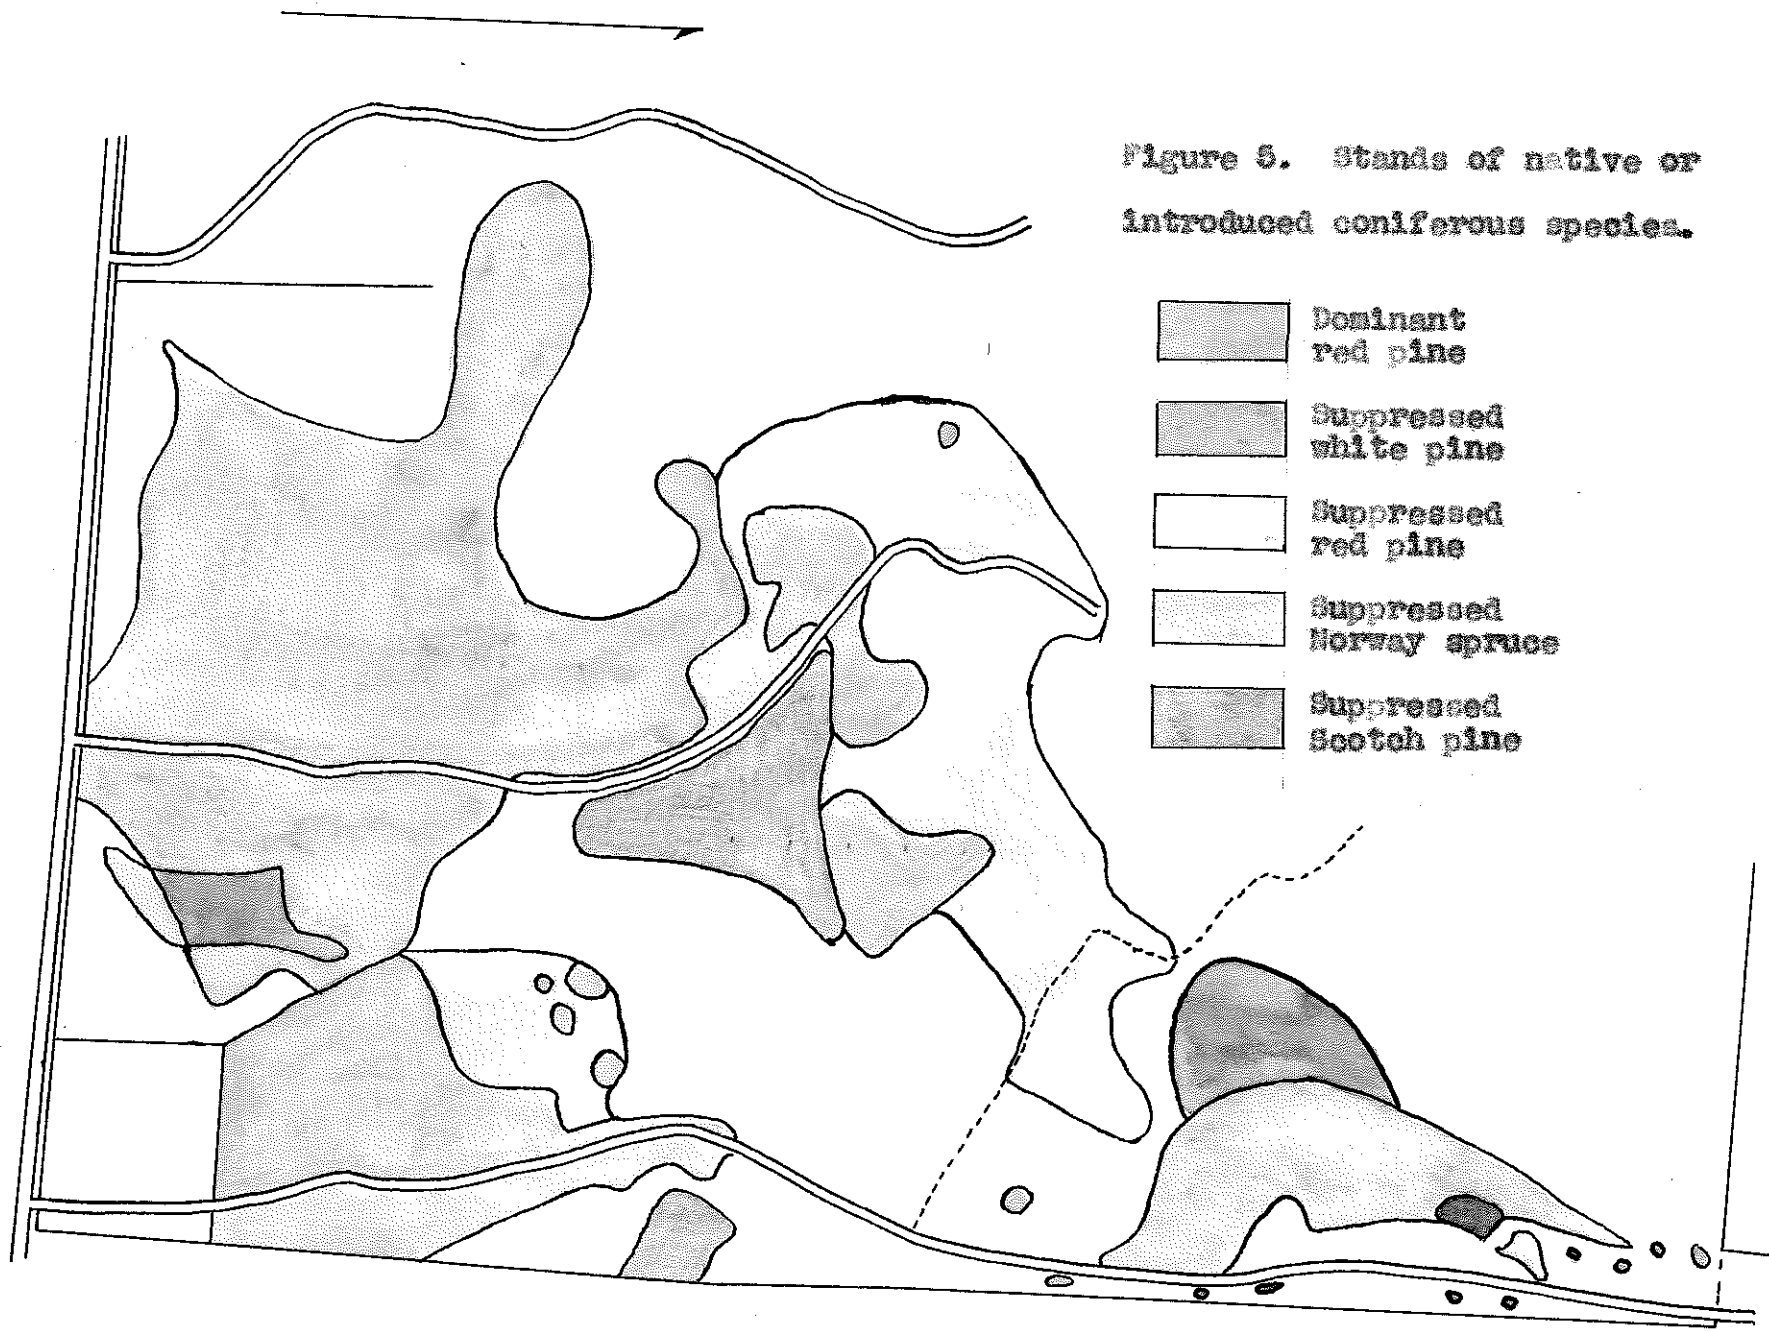 Figure 5. Stands of native or
introduced coniferous species.
Dominant
red pine
Suppressed
white pine
Suppressed
red pine
Suppressed
Norway spruce
Suppressed
Scotch pine